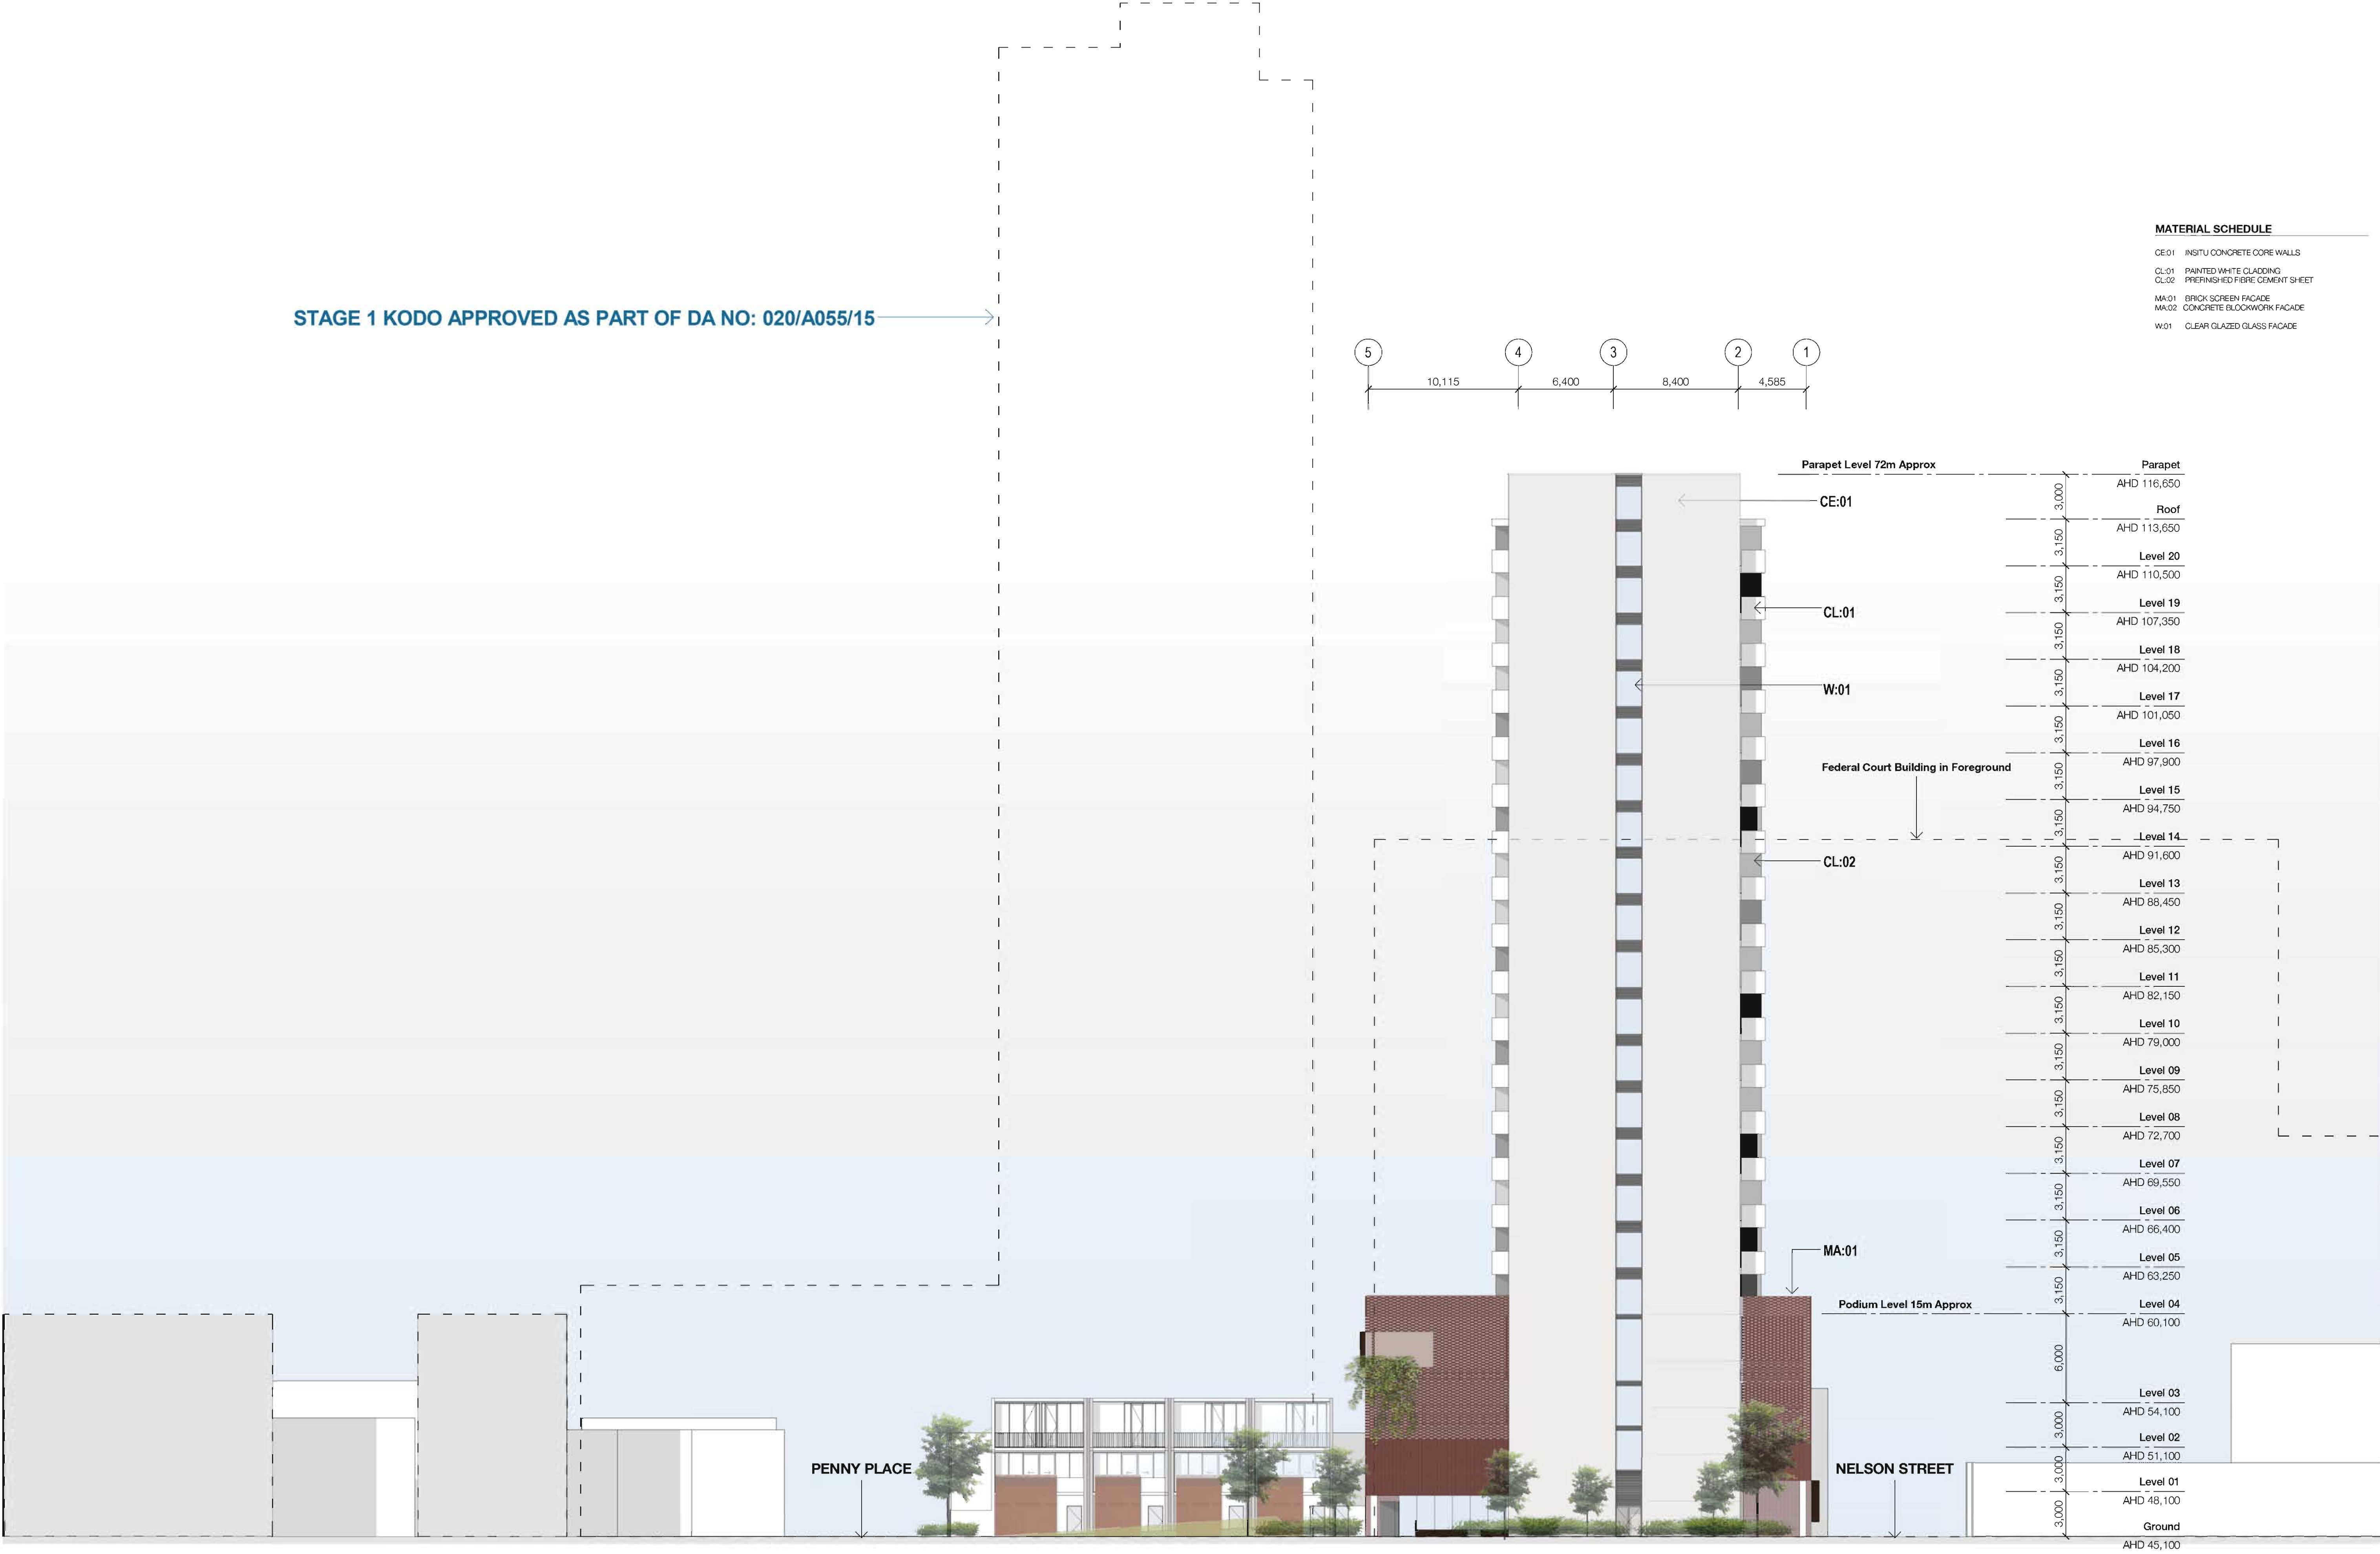 MATERIAL SCHEDULE
CE:01 INSITU CONCRETE CORE WALLS
CL:01 PAINTED WHITE CLADDING
CL:02 PREFINISHED FIBRE CEMENT SHEET
MA:01 BRICK SCREEN FACADE
MA:02 CONCRETE BLOCKWORK FACADE
W:01 CLEAR GLAZED GLASS FACADE
STAGE 1 KODO APPROVED AS PART OF DA NO: 020/A055/15
5 4 3 2 1
10,115 6,400 8,400 4,585
Parapet Level 72m Approx
Parapet
AHD 116,650
3,000
CE:01
Roof
AHD 113,650
3,150
Level 20
AHD 110,500
3,150
Level 19
CL:01
AHD 107,350
3,150
Level 18
AHD 104,200
3,150
W:01
Level 17
AHD 101,050
3,150
Level 16
AHD 97,900
Federal Court Building in Foreground
3,150
Level 15
AHD 94,750
3,150
Level 14
AHD 91,600
CL:02
3,150
Level 13
AHD 88,450
3,150
Level 12
AHD 85,300
3,150
Level 11
AHD 82,150
3,150
Level 10
AHD 79,000
3,150
Level 09
AHD 75,850
3,150
Level 08
AHD 72,700
3,150
Level 07
AHD 69,550
3,150
Level 06
AHD 66,400
3,150
MA:01
Level 05
AHD 63,250
3,150
Podium Level 15m Approx
Level 04
AHD 60,100
6,000
Level 03
AHD 54,100
3,000
Level 02
AHD 51,100
3,000
PENNY PLACE
NELSON STREET
Level 01
AHD 48,100
3,000
Ground
AHD 45,100